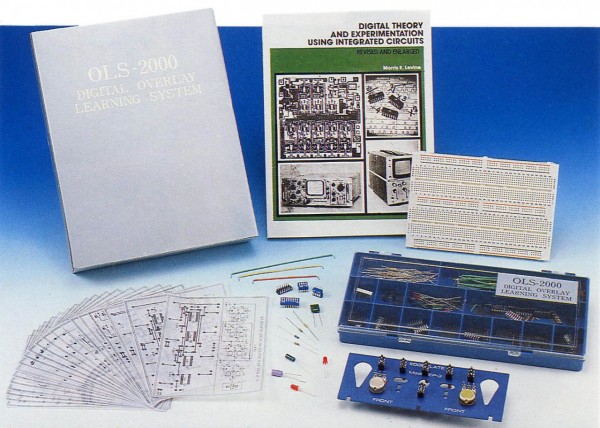 OLS-2000
DIGITAL OVERLAY
LEARNING SYSTEM
DIGITAL THEORY
AND EXPERIMENTATION
USING INTEGRATED CIRCUITS
REVISED AND ENLARGED
Morris E. Levine
OLS-2000
DIGITAL OVERLAY
LEARNING SYSTEM
FRONT
FRONT